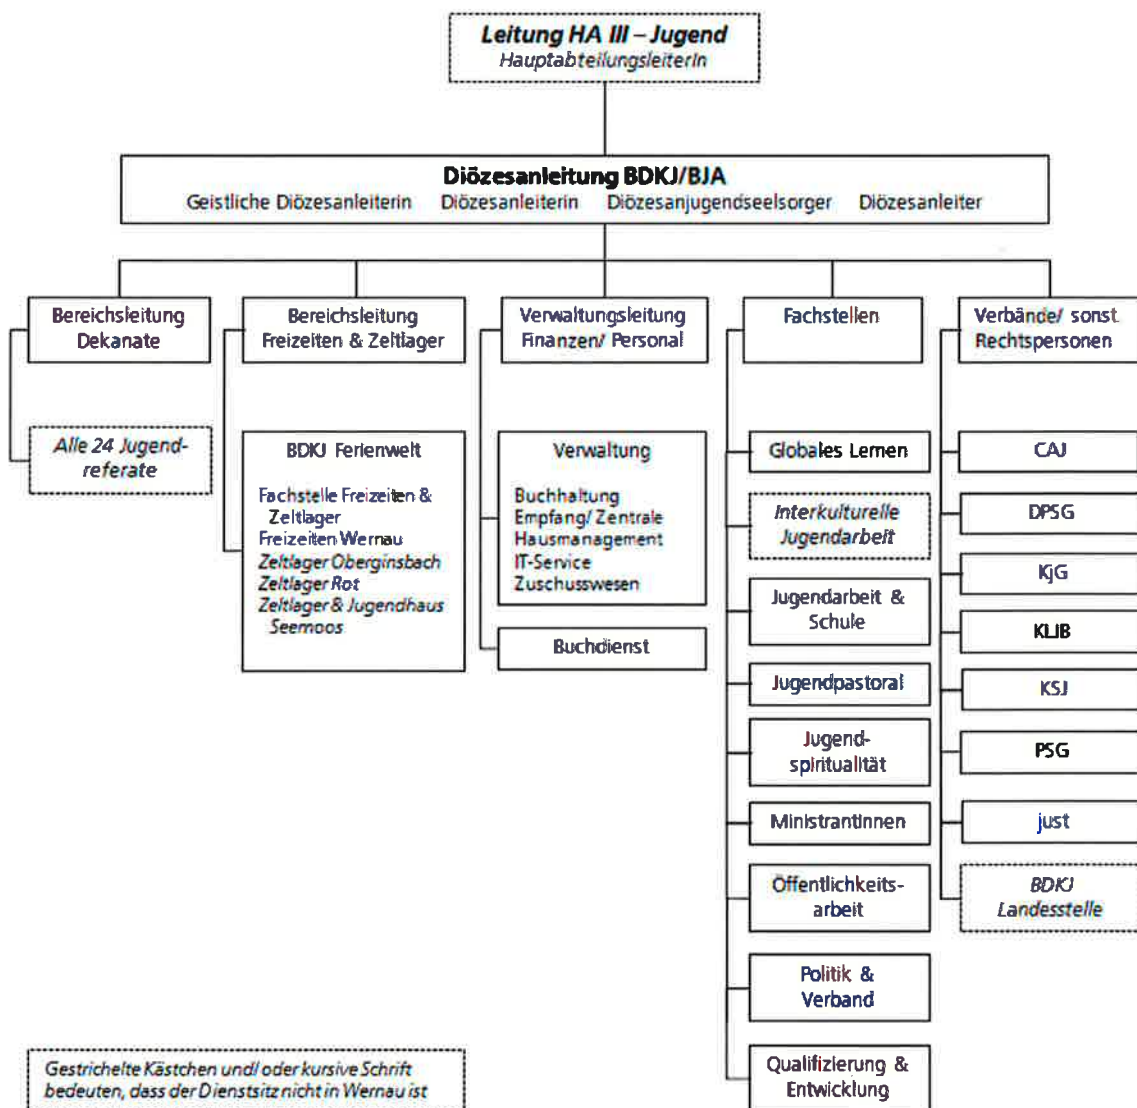 Leitung HA III – Jugend
HauptabteilungsleiterIn
Diözesanleitung BDKJ/BJA
Geistliche Diözesanleiterin Diözesanleiterin Diözesanjugendseelsorger Diözesanleiter
Bereichsleitung
Dekanate
Alle 24 Jugend-
referate
Bereichsleitung
Freizeiten & Zeltlager
BDKJ Ferienwelt
Fachstelle Freizeiten &
Zeltlager
Freizeiten Wernau
Zeltlager Oberginsbach
Zeltlager Rot
Zeltlager & Jugendhaus
Seemoos
Verwaltungsleitung
Finanzen/ Personal
Verwaltung
Buchhaltung
Empfang/ Zentrale
Hausmanagement
IT-Service
Zuschusswesen
Buchdienst
Fachstellen
Globales Lernen
Interkulturelle
Jugendarbeit
Jugendarbeit &
Schule
Jugendpastoral
Jugend-
spiritualität
MinistrantInnen
Öffentlichkeits-
arbeit
Politik &
Verband
Qualifizierung &
Entwicklung
Verbände/ sonst.
Rechtspersonen
CAJ
DPSG
KjG
KLJB
KSJ
PSG
just
BDKJ
Landesstelle
Gestrichelte Kästchen und/ oder kursive Schrift
bedeuten, dass der Dienstsitz nicht in Wernau ist